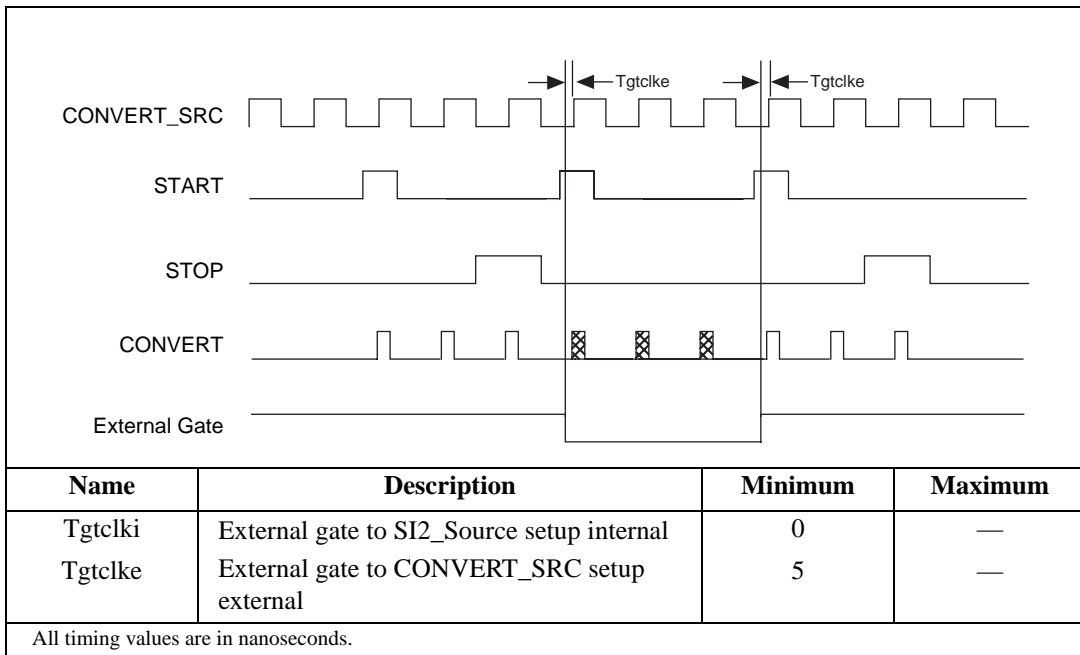 Tgtclke Tgtclke
CONVERT_SRC
START
STOP
CONVERT
External Gate
Name Description Minimum Maximum
Tgtclki External gate to SI2_Source setup internal 0 —
Tgtclke External gate to CONVERT_SRC setup 5 —
external
All timing values are in nanoseconds.